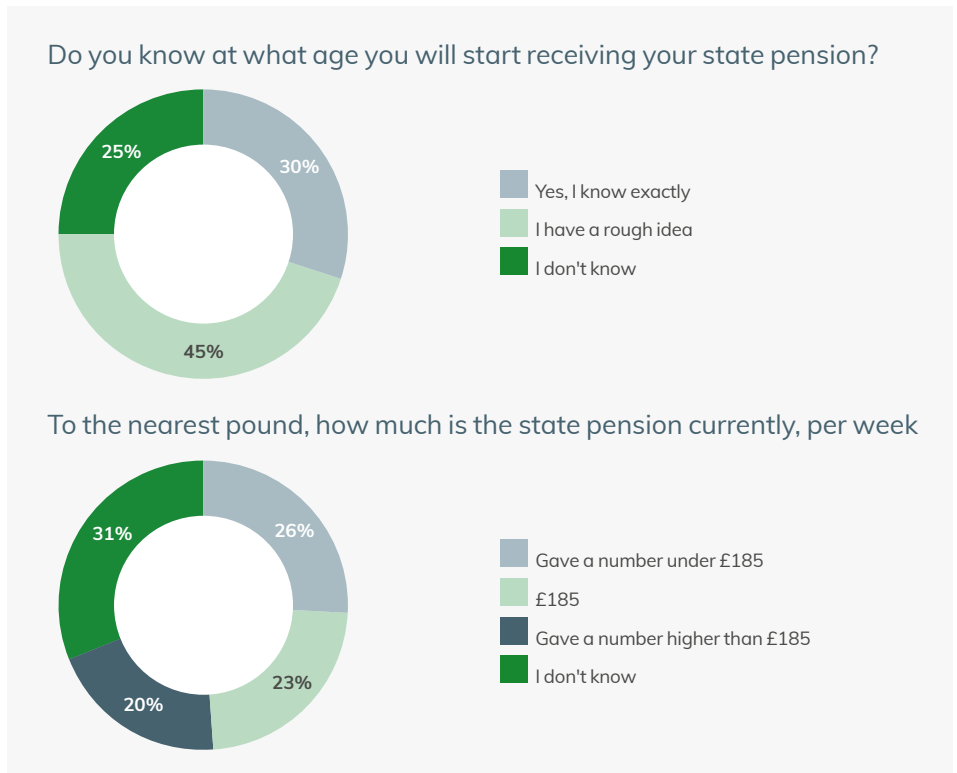 Do you know at what age you will start receiving your state pension?
25%
30%
45%
Yes, I know exactly
I have a rough idea
I don't know
To the nearest pound, how much is the state pension currently, per week
31%
26%
23%
20%
Gave a number under £185
£185
Gave a number higher than £185
I don't know